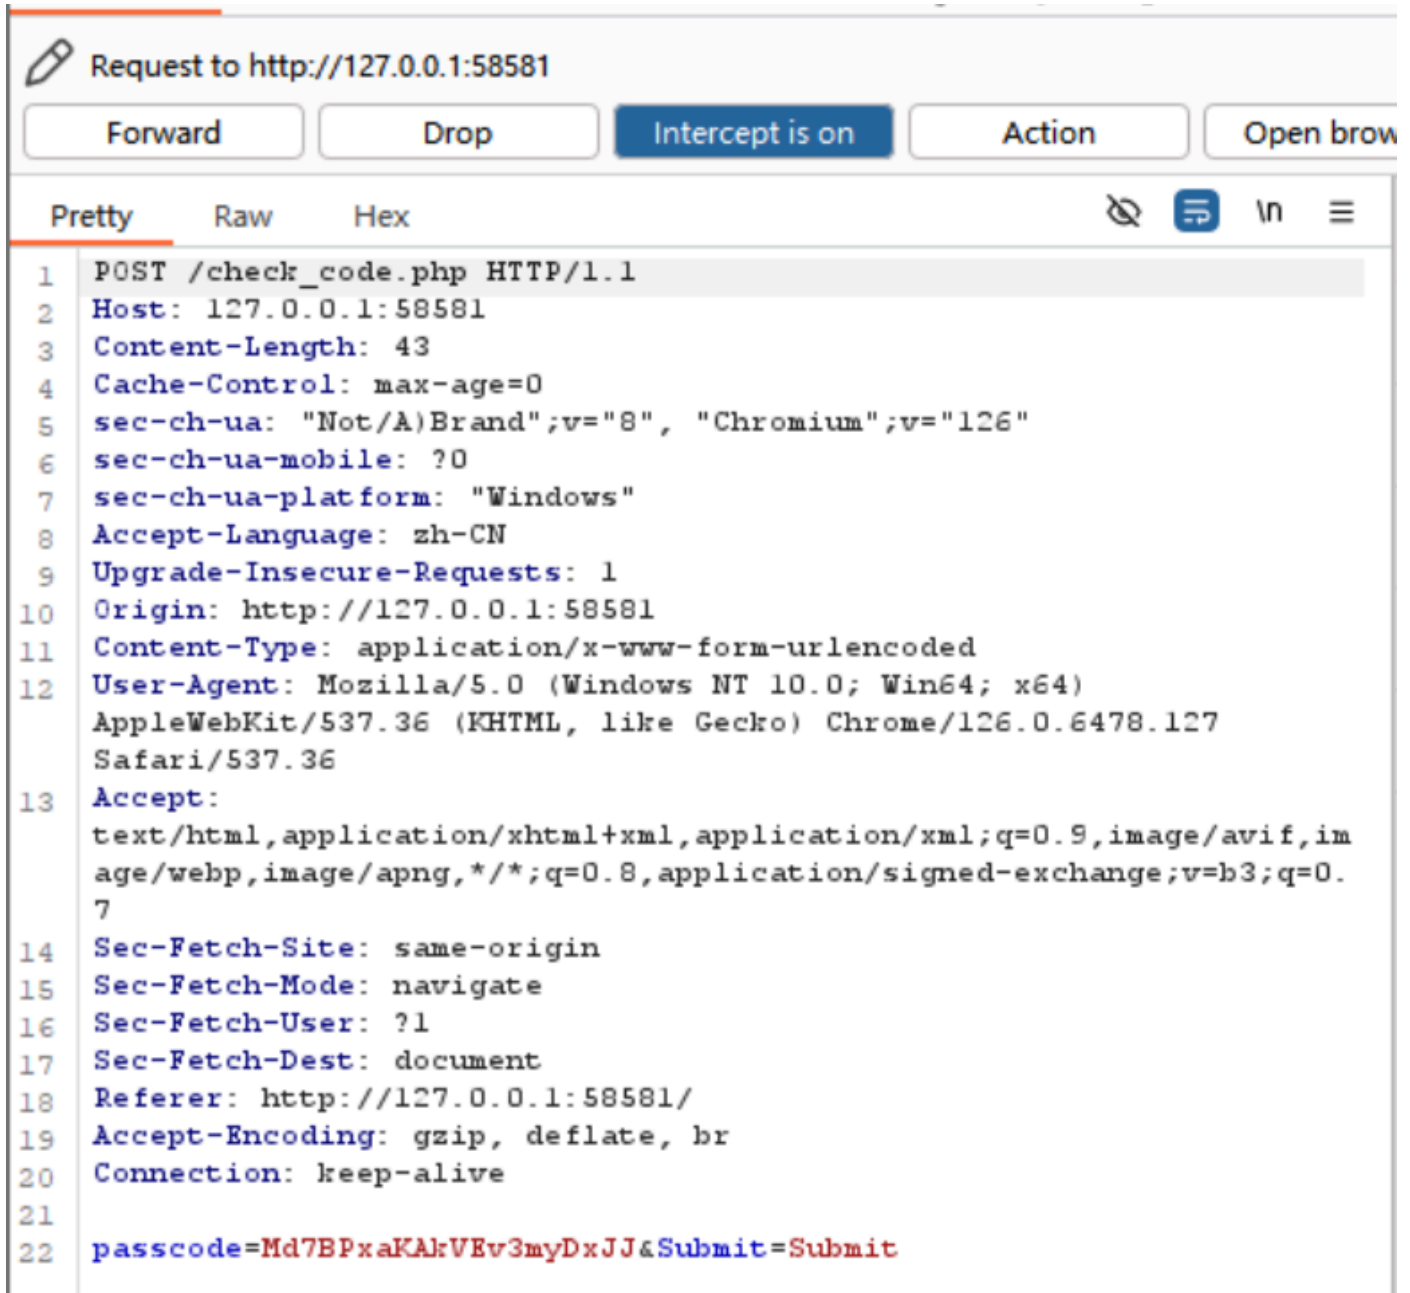 Request to http://127.0.0.1:58581
Forward Drop Intercept is on Action Open brow
Pretty Raw Hex \n
1 POST /check_code.php HTTP/1.1
2 Host: 127.0.0.1:58581
3 Content-Length: 43
4 Cache-Control: max-age=0
5 sec-ch-ua: "Not/A)Brand";v="8", "Chromium";v="126"
6 sec-ch-ua-mobile: ?0
7 sec-ch-ua-platform: "Windows"
8 Accept-Language: zh-CN
9 Upgrade-Insecure-Requests: 1
10 Origin: http://127.0.0.1:58581
11 Content-Type: application/x-www-form-urlencoded
12 User-Agent: Mozilla/5.0 (Windows NT 10.0; Win64; x64)
AppleWebKit/537.36 (KHTML, like Gecko) Chrome/126.0.6478.127
Safari/537.36
13 Accept:
text/html,application/xhtml+xml,application/xml;q=0.9,image/avif,im
age/webp,image/apng,*/*;q=0.8,application/signed-exchange;v=b3;q=0.
7
14 Sec-Fetch-Site: same-origin
15 Sec-Fetch-Mode: navigate
16 Sec-Fetch-User: ?1
17 Sec-Fetch-Dest: document
18 Referer: http://127.0.0.1:58581/
19 Accept-Encoding: gzip, deflate, br
20 Connection: keep-alive
21
22 passcode=Md7BPxaKAkVEv3myDxJJ&Submit=Submit